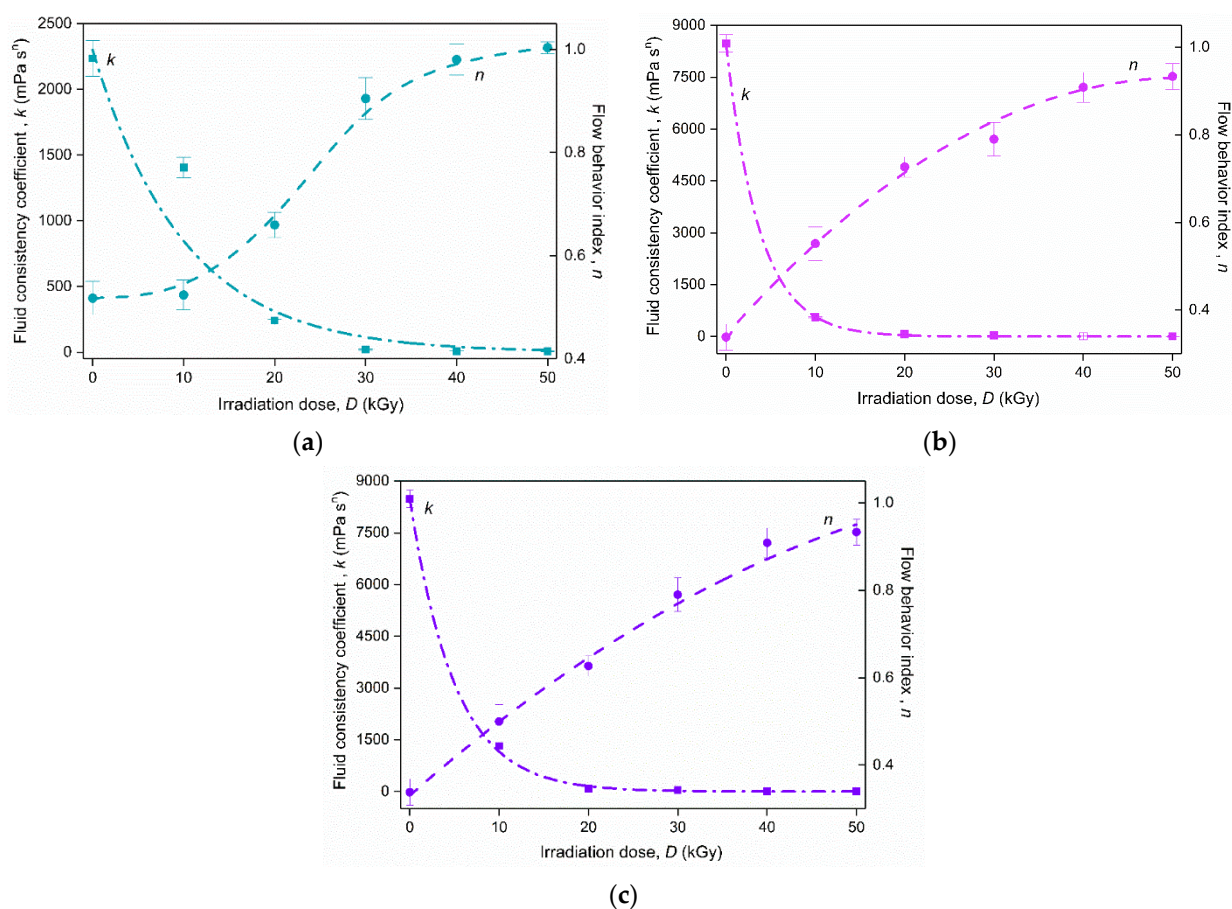 2500
2000
1500
1000
500
0
Fluid consistency coefficient , k (mPa sⁿ)
k
n
1.0
0.8
0.6
0.4
Flow behavior index , n
0 10 20 30 40 50
Irradiation dose, D (kGy)
(a)
9000
7500
6000
4500
3000
1500
0
Fluid consistency coefficient , k (mPa sⁿ)
k
n
1.0
0.8
0.6
0.4
Flow behavior index , n
0 10 20 30 40 50
Irradiation dose, D (kGy)
(b)
9000
7500
6000
4500
3000
1500
0
Fluid consistency coefficient , k (mPa sⁿ)
k
n
1.0
0.8
0.6
0.4
Flow behavior index , n
0 10 20 30 40 50
Irradiation dose, D (kGy)
(c)